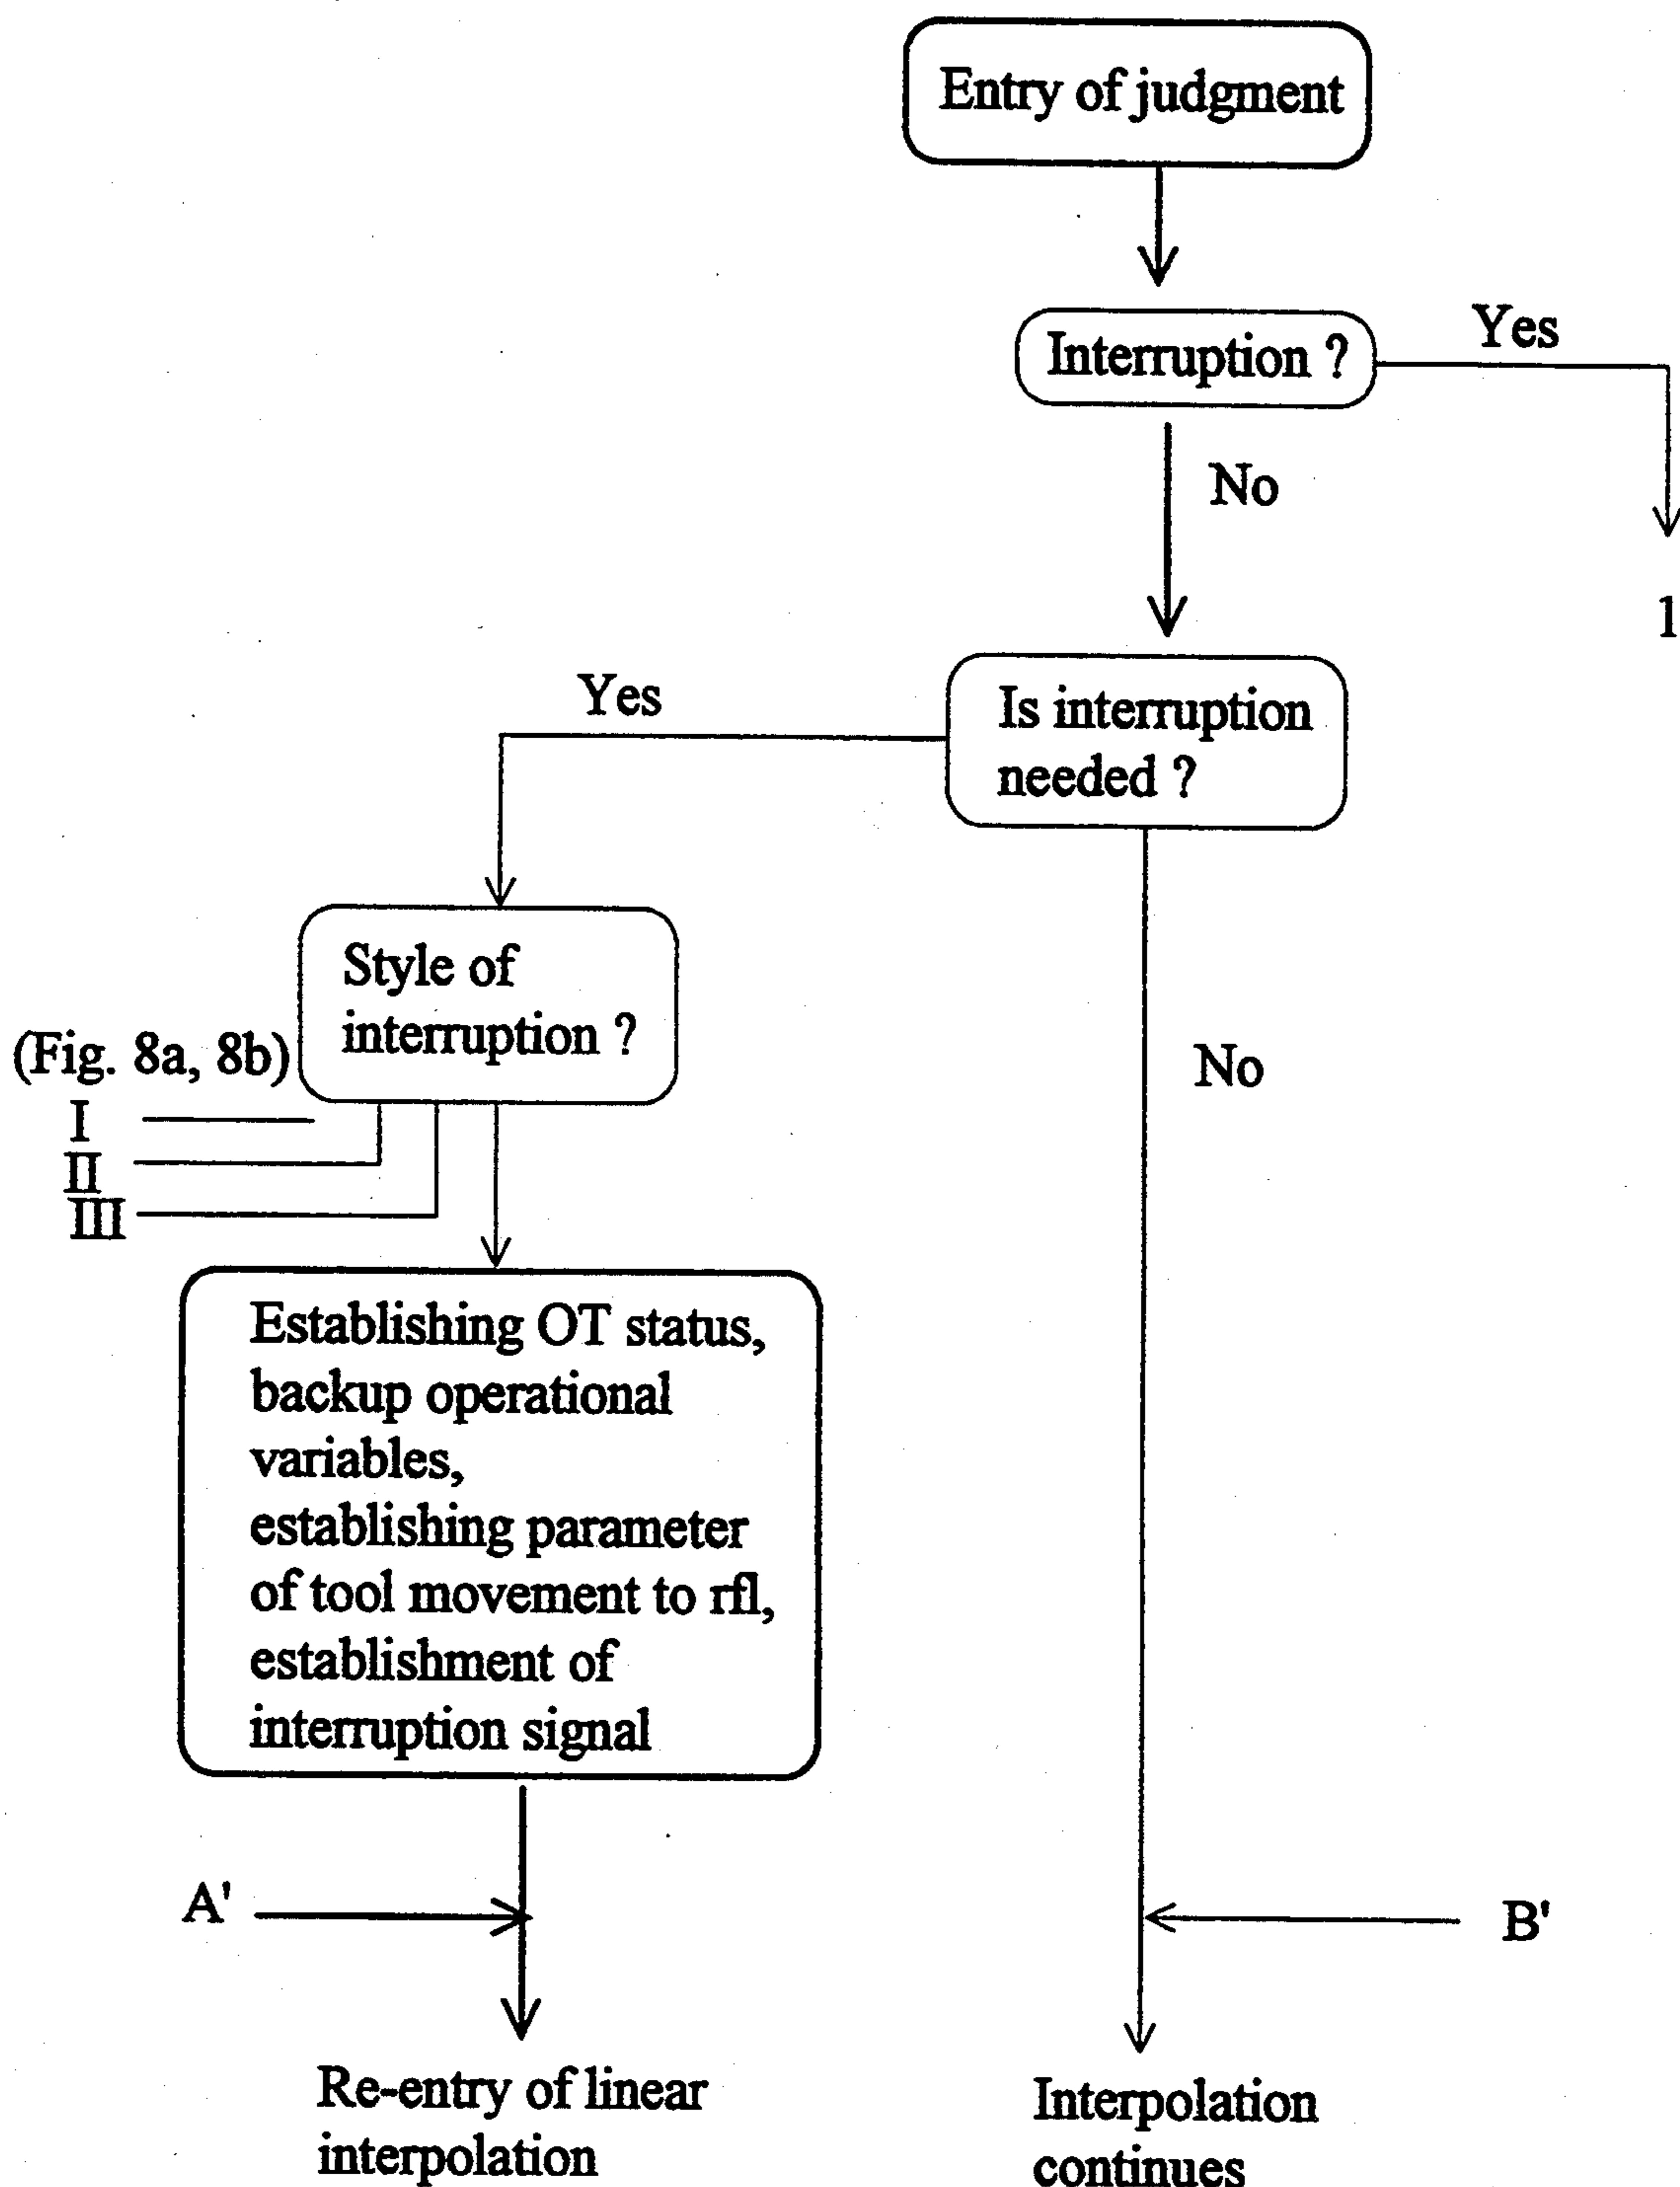 Entry of judgment
Interruption ?
Yes
No
1
Is interruption
needed ?
Yes
No
Style of
interruption ?
(Fig. 8a, 8b)
I
II
III
Establishing OT status,
backup operational
variables,
establishing parameter
of tool movement to rfl,
establishment of
interruption signal
A'
B'
Re-entry of linear
interpolation
Interpolation
continues